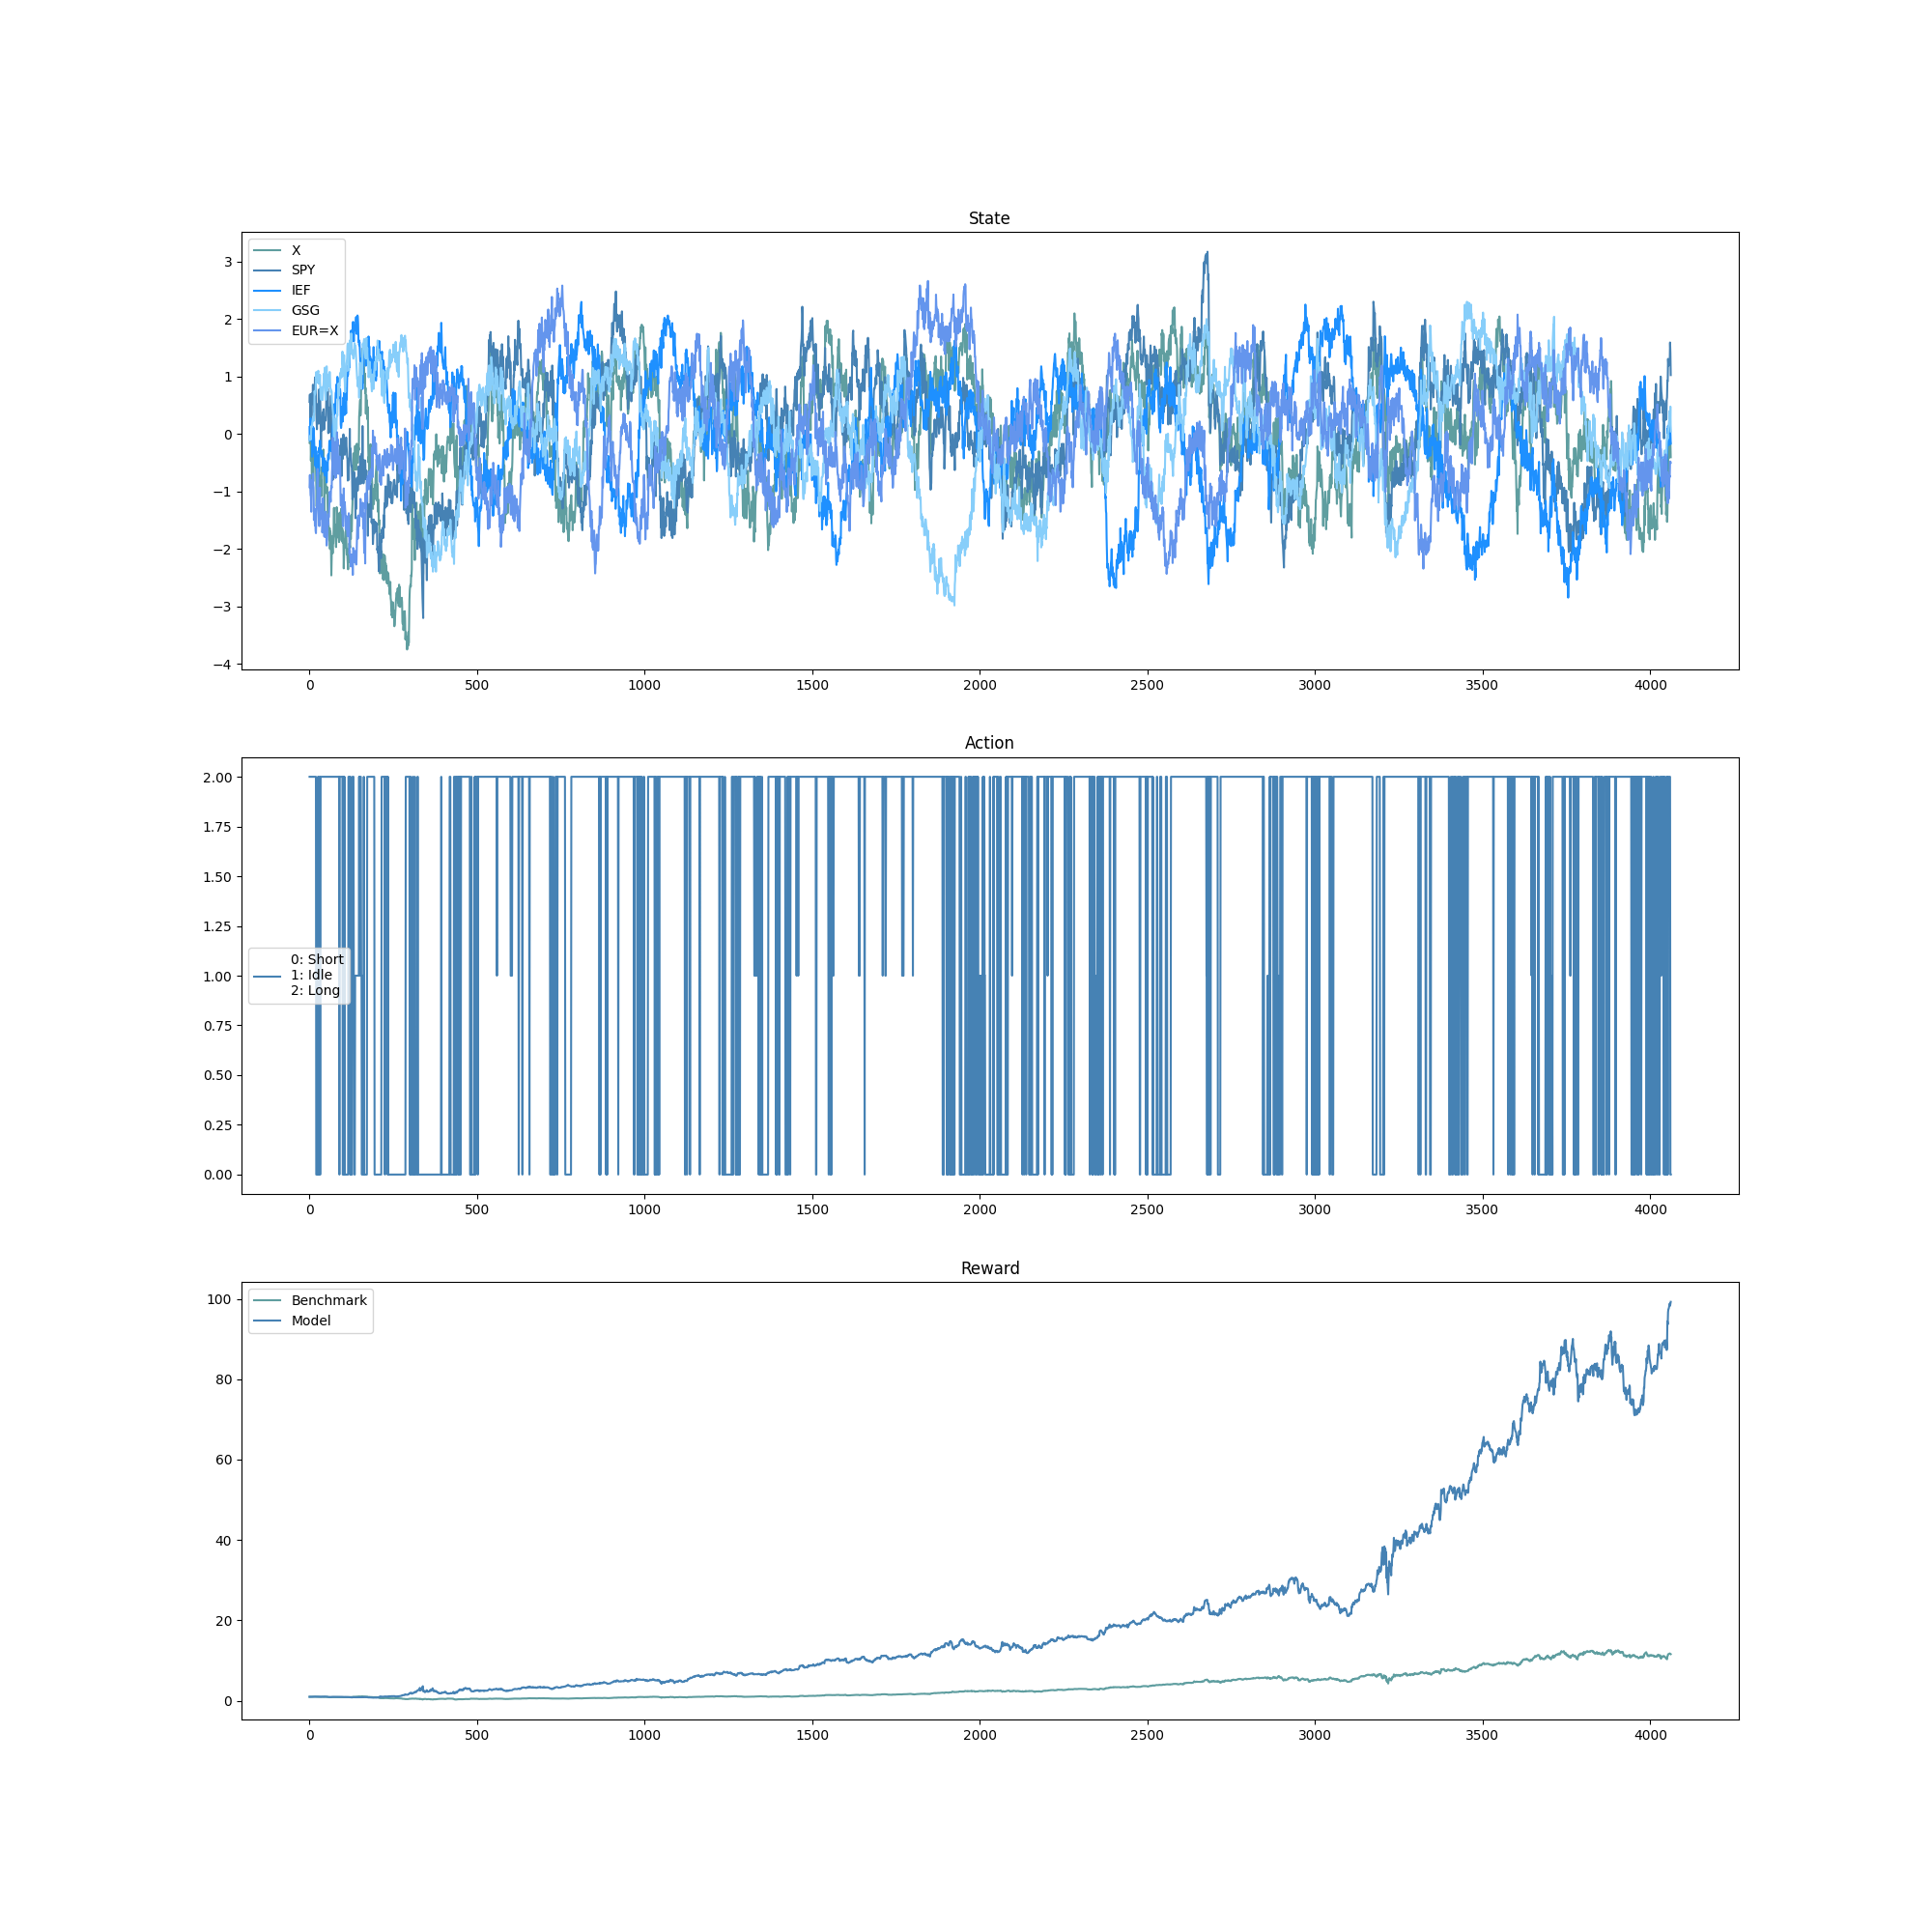 State
X
SPY
IEF
GSG
EUR=X
3
2
1
0
−1
−2
−3
−4
0 500 1000 1500 2000 2500 3000 3500 4000
Action
2.00
1.75
1.50
1.25
1.00
0.75
0.50
0.25
0.00
0: Short
1: Idle
2: Long
0 500 1000 1500 2000 2500 3000 3500 4000
Reward
Benchmark
Model
100
80
60
40
20
0
0 500 1000 1500 2000 2500 3000 3500 4000